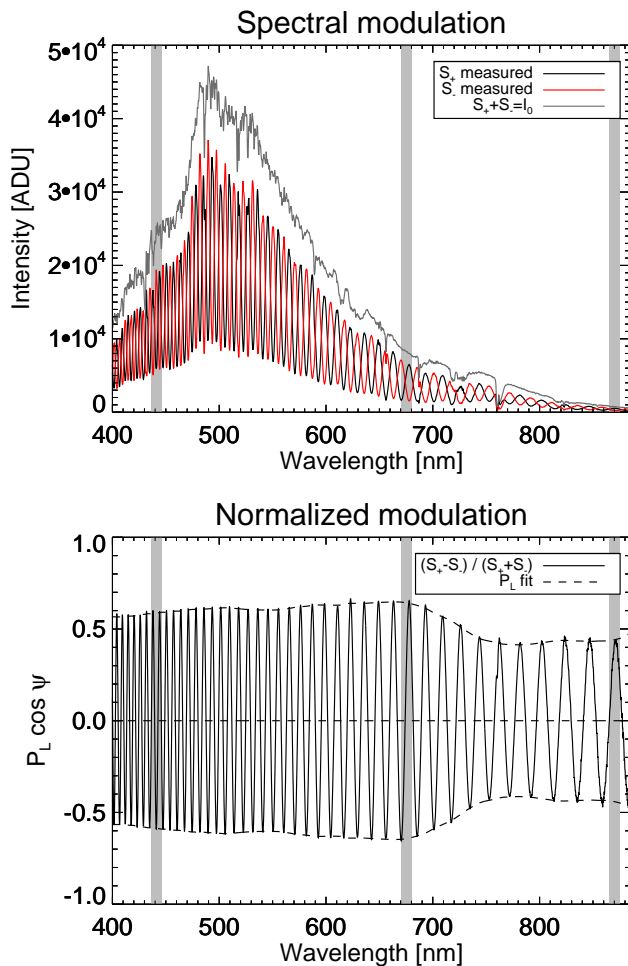 Spectral modulation
5•10⁴
4•10⁴
3•10⁴
2•10⁴
1•10⁴
0
Intensity [ADU]
S₊ measured
S₋ measured
S₊+S₋=I₀
400 500 600 700 800
Wavelength [nm]
Normalized modulation
1.0
0.5
0.0
-0.5
-1.0
P_L cos ψ
(S₊-S₋) / (S₊+S₋)
P_L fit
400 500 600 700 800
Wavelength [nm]